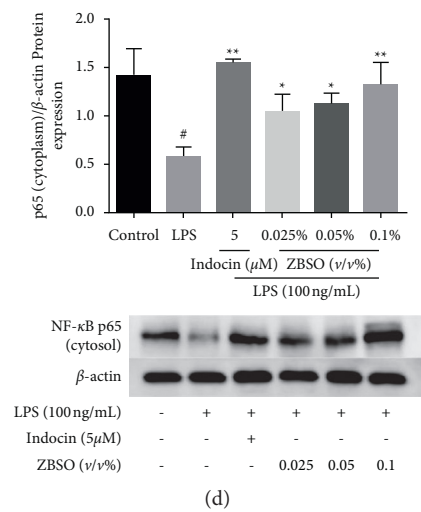 p65 (cytoplasm)/β-actin Protein
expression
2.0
1.5
1.0
0.5
0.0
#
**
*
*
**
Control LPS 5 0.025% 0.05% 0.1%
Indocin (μM) ZBSO (v/v%)
LPS (100 ng/mL)
NF-κB p65
(cytosol)
β-actin
LPS (100 ng/mL) - + + + + +
Indocin (5μM) - - + - - -
ZBSO (v/v%) - - - 0.025 0.05 0.1
(d)